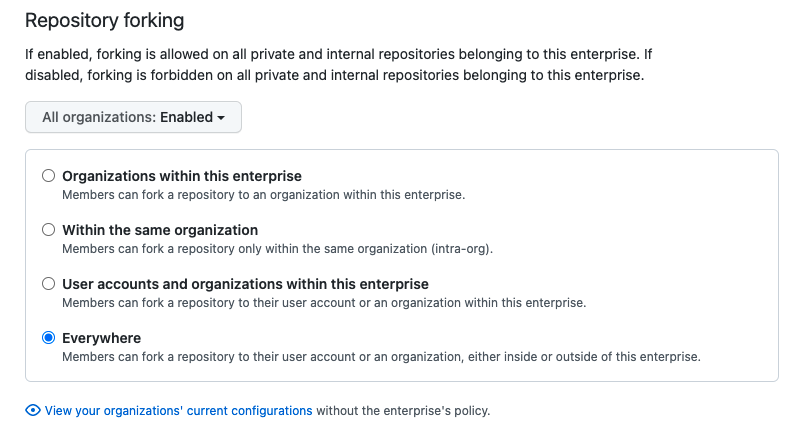 Repository forking
If enabled, forking is allowed on all private and internal repositories belonging to this enterprise. If
disabled, forking is forbidden on all private and internal repositories belonging to this enterprise.
All organizations: Enabled
Organizations within this enterprise
Members can fork a repository to an organization within this enterprise.
Within the same organization
Members can fork a repository only within the same organization (intra-org).
User accounts and organizations within this enterprise
Members can fork a repository to their user account or an organization within this enterprise.
Everywhere
Members can fork a repository to their user account or an organization, either inside or outside of this enterprise.
View your organizations' current configurations without the enterprise's policy.